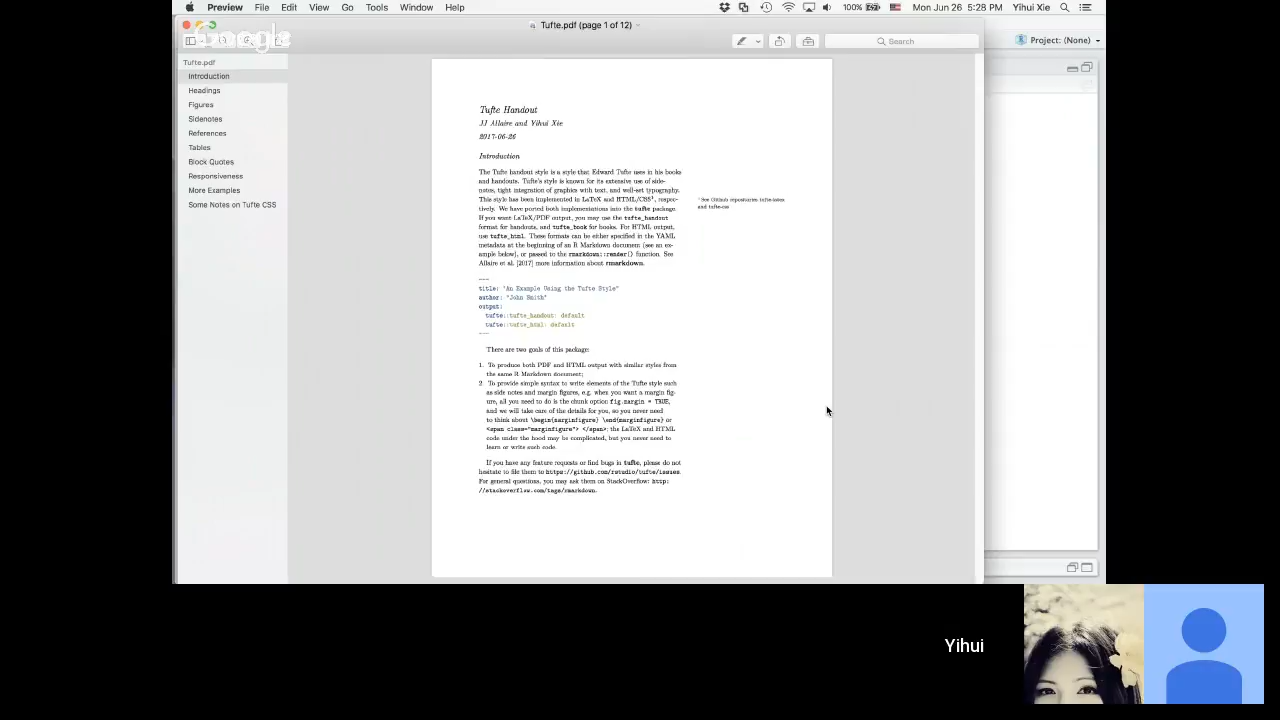 Preview File Edit View Go Tools Window Help 100% Mon Jun 26 5:28 PM Yihui Xie
Google
Tufte.pdf (page 1 of 12)
Search
Project: (None)
Tufte.pdf
Introduction
Headings
Figures
Sidenotes
References
Tables
Block Quotes
Responsiveness
More Examples
Some Notes on Tufte CSS
Tufte Handout
JJ Allaire and Yihui Xie
2017-06-26
Introduction
The Tufte handout style is a style that Edward Tufte uses in his books
and handouts. Tufte's style is known for its extensive use of side-
notes, tight integration of graphics with text, and well-set typography.
This style has been implemented in LaTeX and HTML/CSS1, respec-
tively. We have ported both implementations into the tufte package.
If you want LaTeX/PDF output, you may use the tufte_handout
format for handouts, and tufte_book for books. For HTML output,
use tufte_html. These formats can be either specified in the YAML
metadata at the beginning of an R Markdown document (see an ex-
ample below), or passed to the rmarkdown::render() function. See
Allaire et al. [2017] more information about rmarkdown.
1 See Github repositories tufte-latex
and tufte-css
---
title: "An Example Using the Tufte Style"
author: "John Smith"
output:
tufte::tufte_handout: default
tufte::tufte_html: default
---
There are two goals of this package:
1. To produce both PDF and HTML output with similar styles from
the same R Markdown document;
2. To provide simple syntax to write elements of the Tufte style such
as side notes and margin figures, e.g. when you want a margin fig-
ure, all you need to do is the chunk option fig.margin = TRUE,
and we will take care of the details for you, so you never need
to think about \begin{marginfigure} \end{marginfigure} or
<span class="marginfigure"> </span>; the LaTeX and HTML
code under the hood may be complicated, but you never need to
learn or write such code.
If you have any feature requests or find bugs in tufte, please do not
hesitate to file them to https://github.com/rstudio/tufte/issues.
For general questions, you may ask them on StackOverflow: http:
//stackoverflow.com/tags/rmarkdown.
Yihui